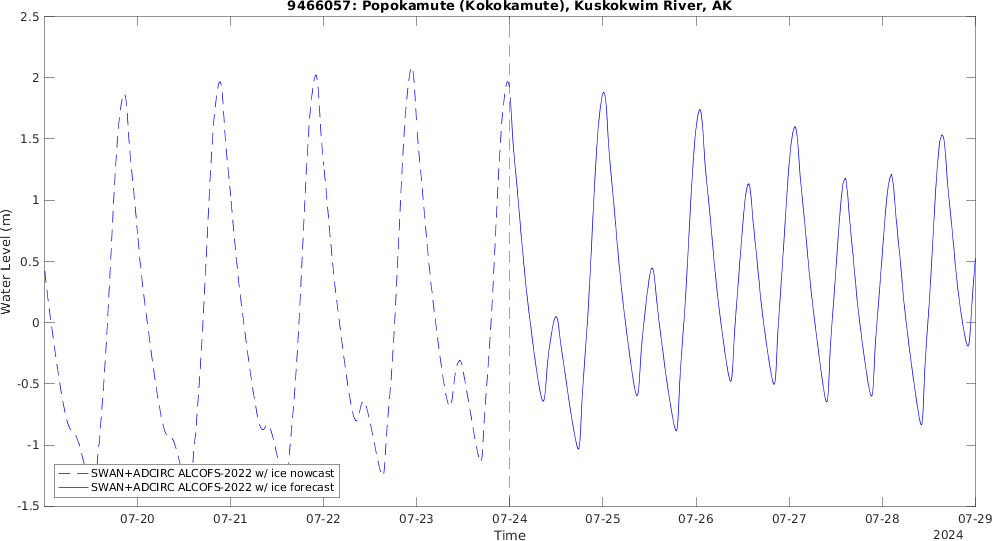 9466057: Popokamute (Kokokamute), Kuskokwim River, AK
2.5
2
1.5
1
0.5
0
-0.5
-1
-1.5
Water Level (m)
SWAN+ADCIRC ALCOFS-2022 w/ ice nowcast
SWAN+ADCIRC ALCOFS-2022 w/ ice forecast
07-20 07-21 07-22 07-23 07-24 07-25 07-26 07-27 07-28 07-29
Time
2024